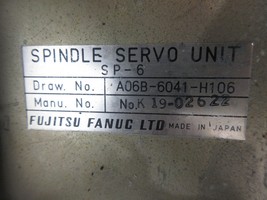 SPINDLE SERVO UNIT
SP-6
Draw. No. A06B-6041-H106
Manu. No. No.K 19-02622
FUJITSU FANUC LTD MADE IN JAPAN